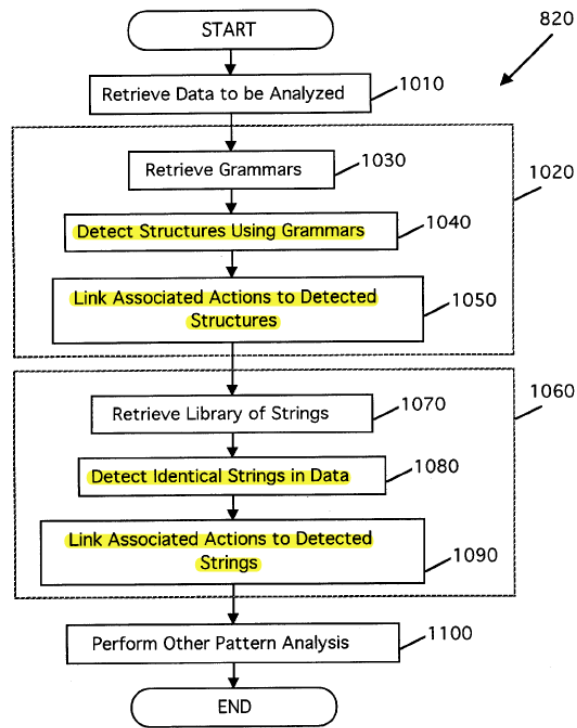 START
820
Retrieve Data to be Analyzed
1010
Retrieve Grammars
1030
1020
Detect Structures Using Grammars
1040
Link Associated Actions to Detected
Structures
1050
Retrieve Library of Strings
1070
1060
Detect Identical Strings in Data
1080
Link Associated Actions to Detected
Strings
1090
Perform Other Pattern Analysis
1100
END